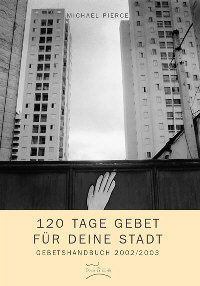 MICHAEL PIERCE
120 TAGE GEBET
FÜR DEINE STADT
GEBETSHANDBUCH 2002/2003